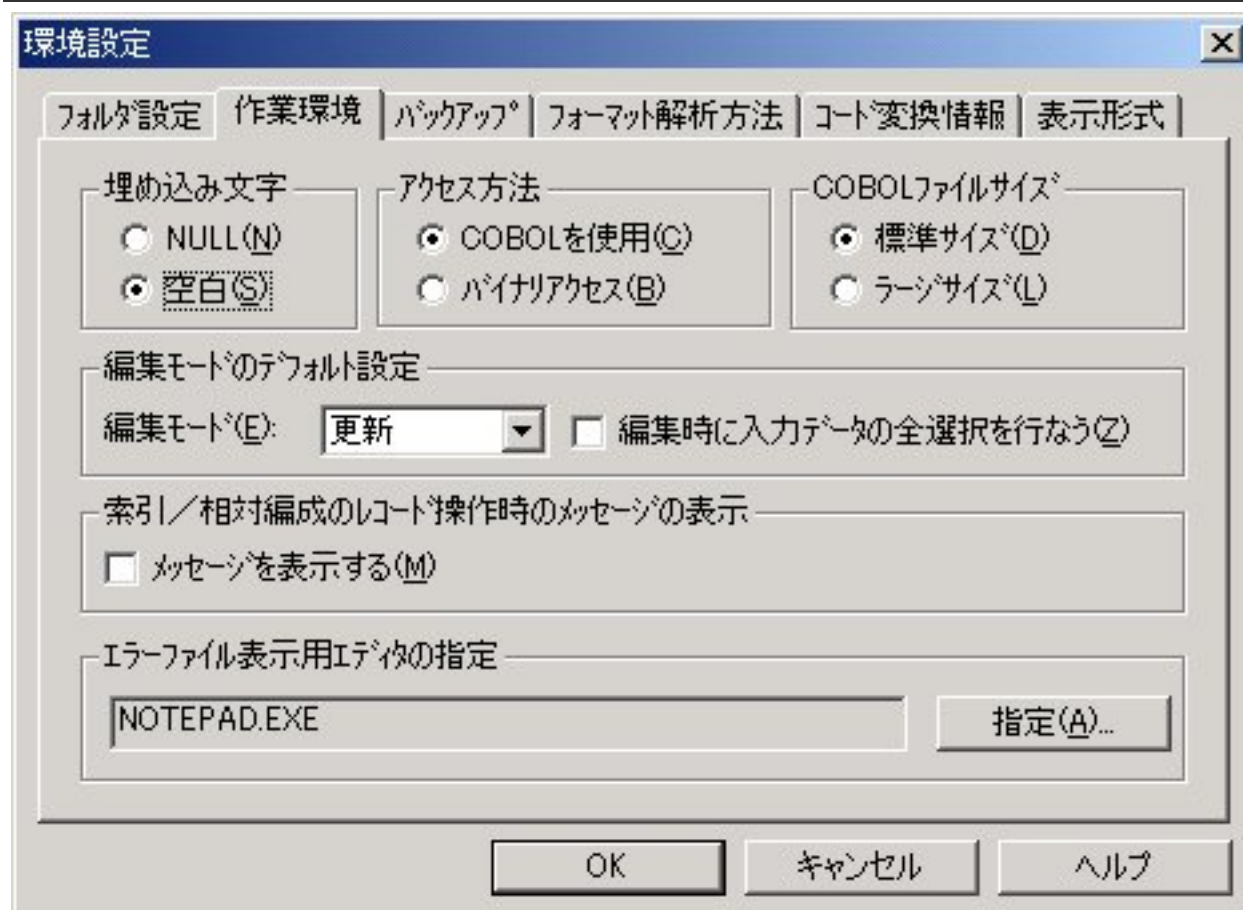 環境設定
フォルダ設定 作業環境 バックアップ フォーマット解析方法 コード変換情報 表示形式
埋め込み文字 アクセス方法 COBOLファイルサイズ
NULL(N) COBOLを使用(C) 標準サイズ(D)
空白(S) バイナリアクセス(B) ラージサイズ(L)
編集モードのデフォルト設定
編集モード(E): 更新 編集時に入力データの全選択を行なう(Z)
索引/相対編成のレコード操作時のメッセージの表示
メッセージを表示する(M)
エラーファイル表示用エディタの指定
NOTEPAD.EXE 指定(A)...
OK キャンセル ヘルプ